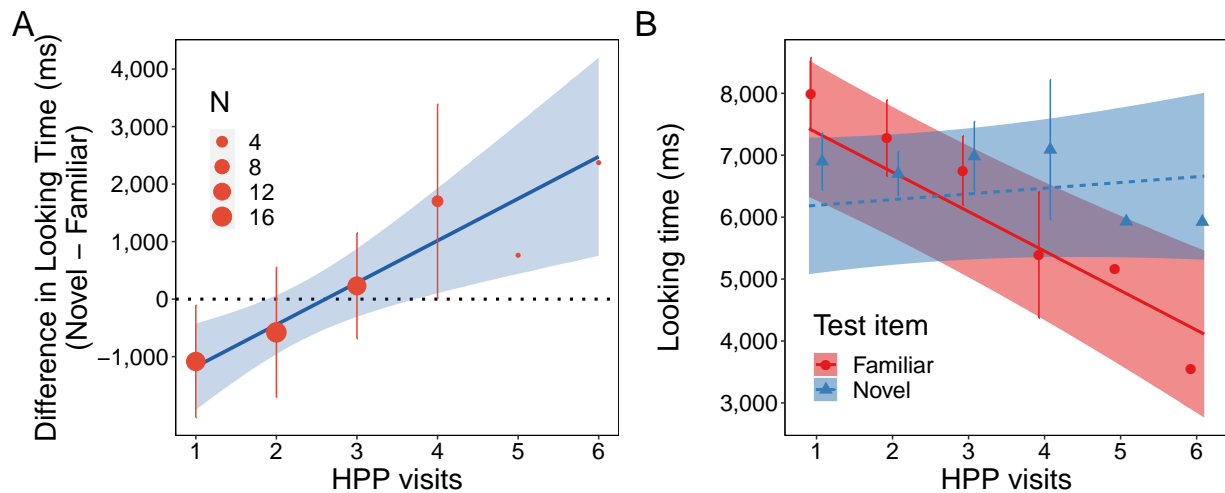 A
Difference in Looking Time (ms)
(Novel − Familiar)
4,000
3,000
2,000
1,000
0
−1,000
N
4
8
12
16
1 2 3 4 5 6
HPP visits
B
Looking time (ms)
8,000
7,000
6,000
5,000
4,000
3,000
Test item
Familiar
Novel
1 2 3 4 5 6
HPP visits